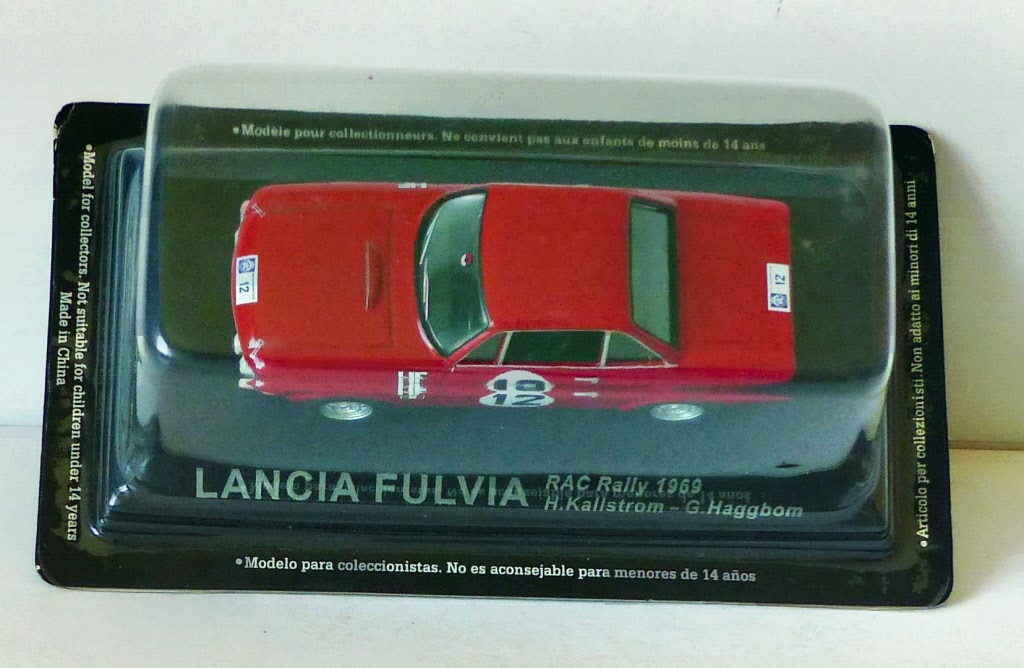 •Modèle pour collectionneurs. Ne convient pas aux enfants de moins de 14 ans
•Model for collectors. Not suitable for children under 14 years
Made in China
•Articolo per collezionisti. Non adatto ai minori di 14 anni
12
12
12
LANCIA FULVIA
RAC Rally 1969
H.Kallstrom - G.Haggbom
•Modelo para coleccionistas. No es aconsejable para menores de 14 años